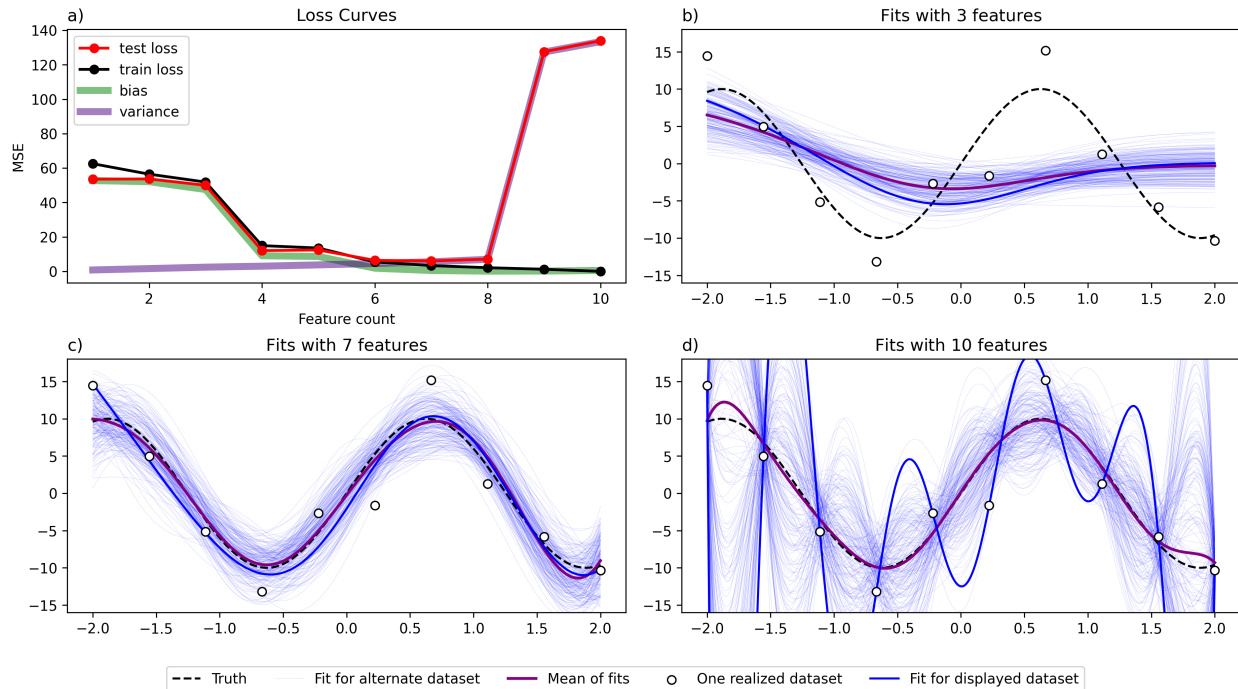 a) Loss Curves
140
120
100
80
60
40
20
0
MSE
test loss
train loss
bias
variance
2 4 6 8 10
Feature count
b) Fits with 3 features
15
10
5
0
−5
−10
−15
−2.0 −1.5 −1.0 −0.5 0.0 0.5 1.0 1.5 2.0
c) Fits with 7 features
15
10
5
0
−5
−10
−15
−2.0 −1.5 −1.0 −0.5 0.0 0.5 1.0 1.5 2.0
d) Fits with 10 features
15
10
5
0
−5
−10
−15
−2.0 −1.5 −1.0 −0.5 0.0 0.5 1.0 1.5 2.0
Truth Fit for alternate dataset Mean of fits One realized dataset Fit for displayed dataset